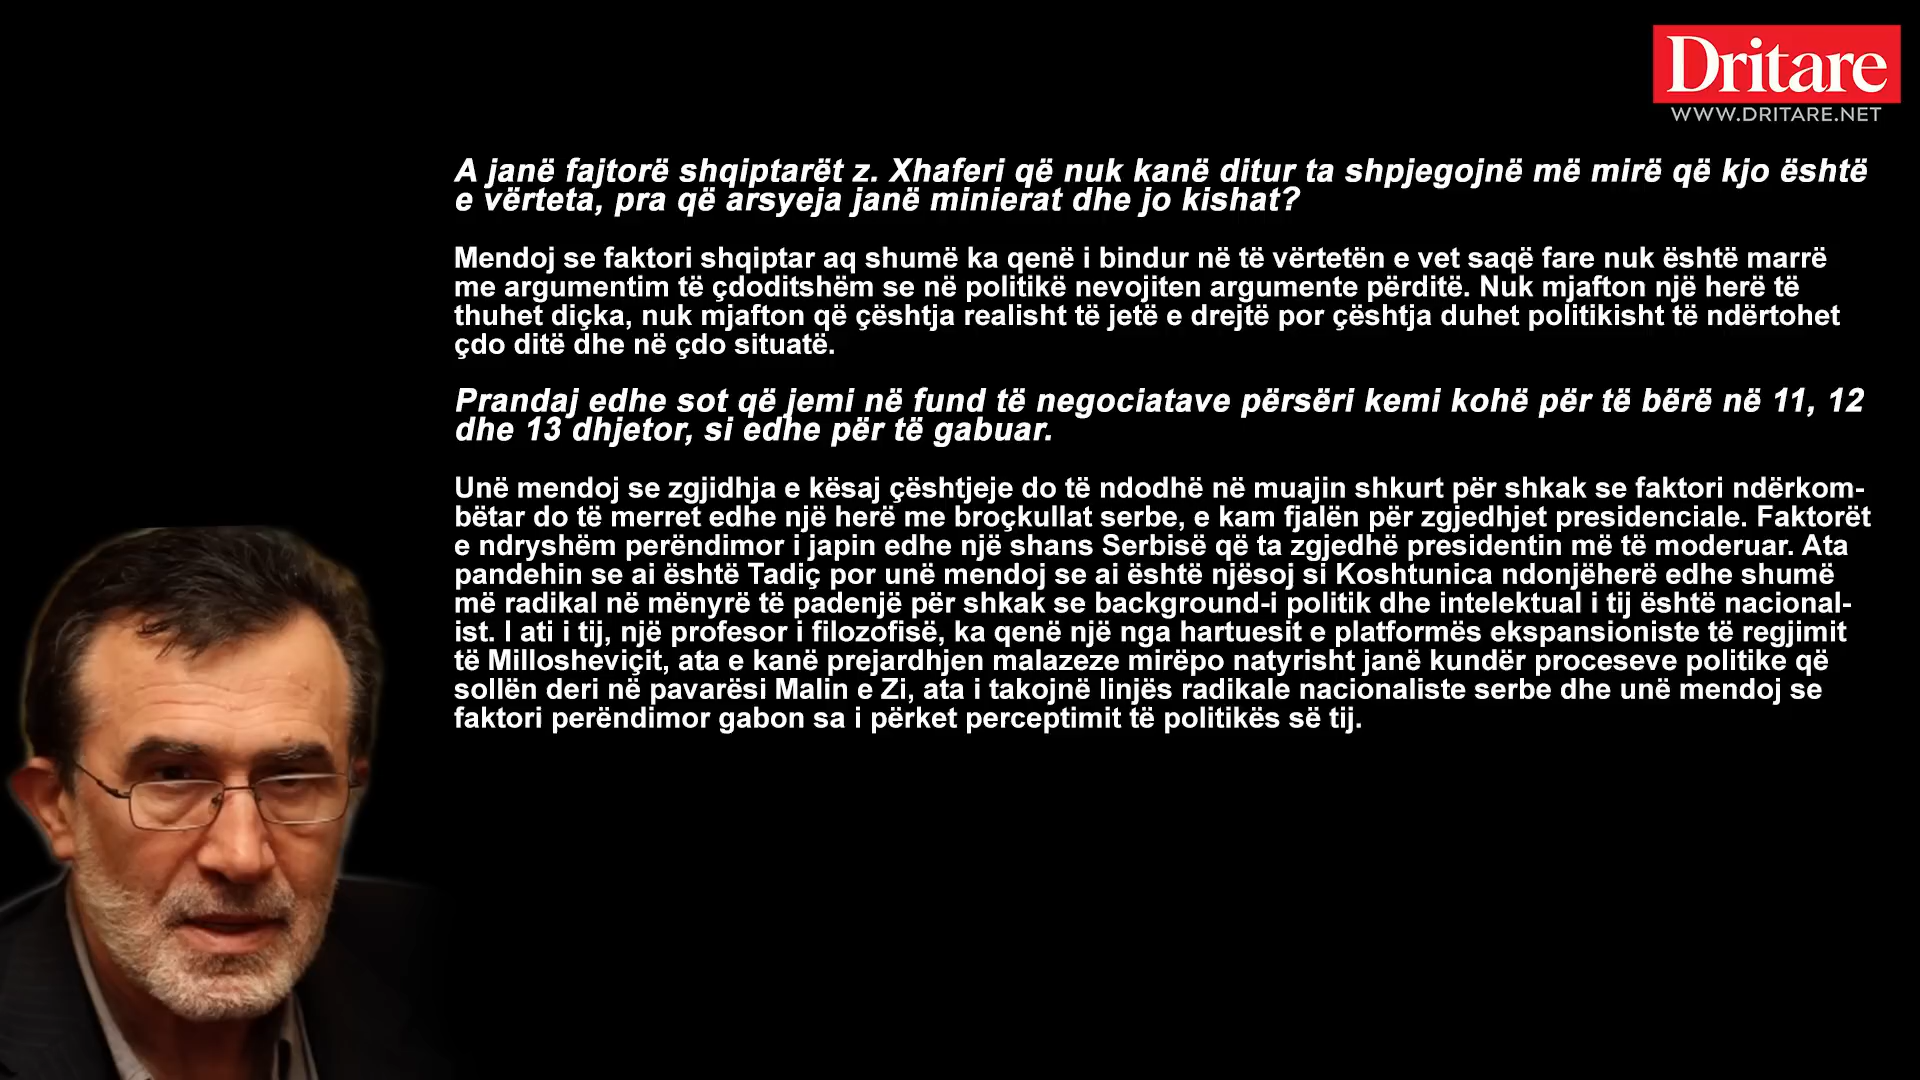 Dritare
WWW.DRITARE.NET
A janë fajtorë shqiptarët z. Xhaferi që nuk kanë ditur ta shpjegojnë më mirë që kjo është
e vërteta, pra që arsyeja janë minierat dhe jo kishat?
Mendoj se faktori shqiptar aq shumë ka qenë i bindur në të vërtetën e vet saqë fare nuk është marrë
me argumentim të çdoditshëm se në politikë nevojiten argumente përditë. Nuk mjafton një herë të
thuhet diçka, nuk mjafton që çështja realisht të jetë e drejtë por çështja duhet politikisht të ndërtohet
çdo ditë dhe në çdo situatë.
Prandaj edhe sot që jemi në fund të negociatave përsëri kemi kohë për të bërë në 11, 12
dhe 13 dhjetor, si edhe për të gabuar.
Unë mendoj se zgjidhja e kësaj çështjeje do të ndodhë në muajin shkurt për shkak se faktori ndërkom-
bëtar do të merret edhe një herë me broçkullat serbe, e kam fjalën për zgjedhjet presidenciale. Faktorët
e ndryshëm perëndimor i japin edhe një shans Serbisë që ta zgjedhë presidentin më të moderuar. Ata
pandehin se ai është Tadiç por unë mendoj se ai është njësoj si Koshtunica ndonjëherë edhe shumë
më radikal në mënyrë të padenjë për shkak se background-i politik dhe intelektual i tij është nacional-
ist. I ati i tij, një profesor i filozofisë, ka qenë një nga hartuesit e platformës ekspansioniste të regjimit
të Millosheviçit, ata e kanë prejardhjen malazeze mirëpo natyrisht janë kundër proceseve politike që
sollën deri në pavarësi Malin e Zi, ata i takojnë linjës radikale nacionaliste serbe dhe unë mendoj se
faktori perëndimor gabon sa i përket perceptimit të politikës së tij.